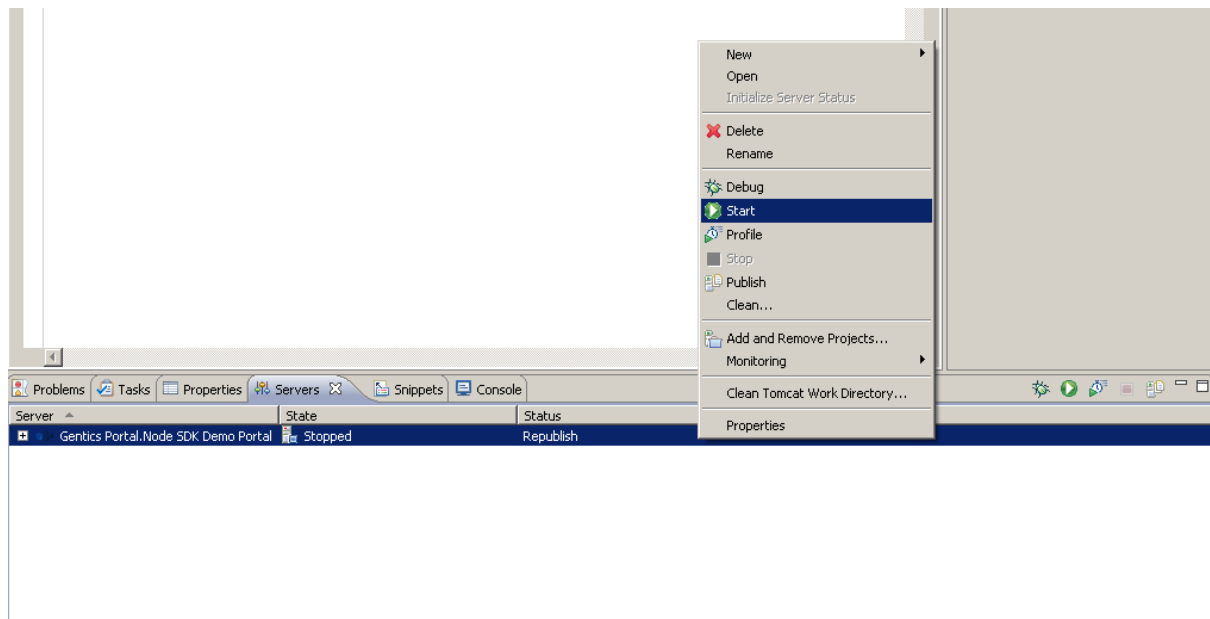 New
Open
Initialize Server Status
Delete
Rename
Debug
Start
Profile
Stop
Publish
Clean...
Add and Remove Projects...
Monitoring
Clean Tomcat Work Directory...
Properties
Problems Tasks Properties Servers Snippets Console
Server State Status
Gentics Portal.Node SDK Demo Portal Stopped Republish